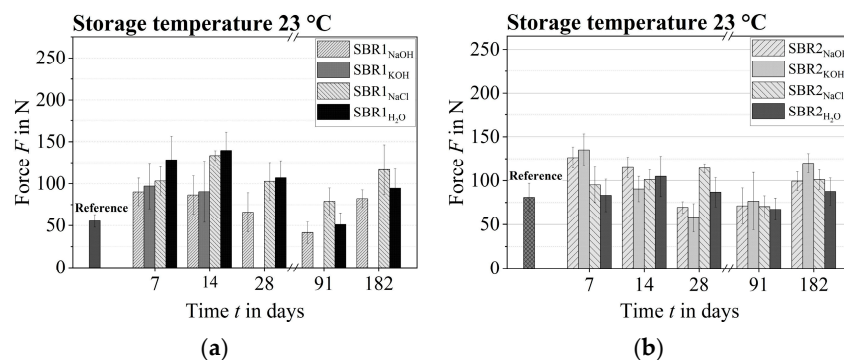 Storage temperature 23 °C
Force F in N
250
200
150
100
50
0
Reference
SBR1NaOH
SBR1KOH
SBR1NaCl
SBR1H2O
7
14
28
91
182
Time t in days
(a)
Storage temperature 23 °C
Force F in N
250
200
150
100
50
0
Reference
SBR2NaOH
SBR2KOH
SBR2NaCl
SBR2H2O
7
14
28
91
182
Time t in days
(b)